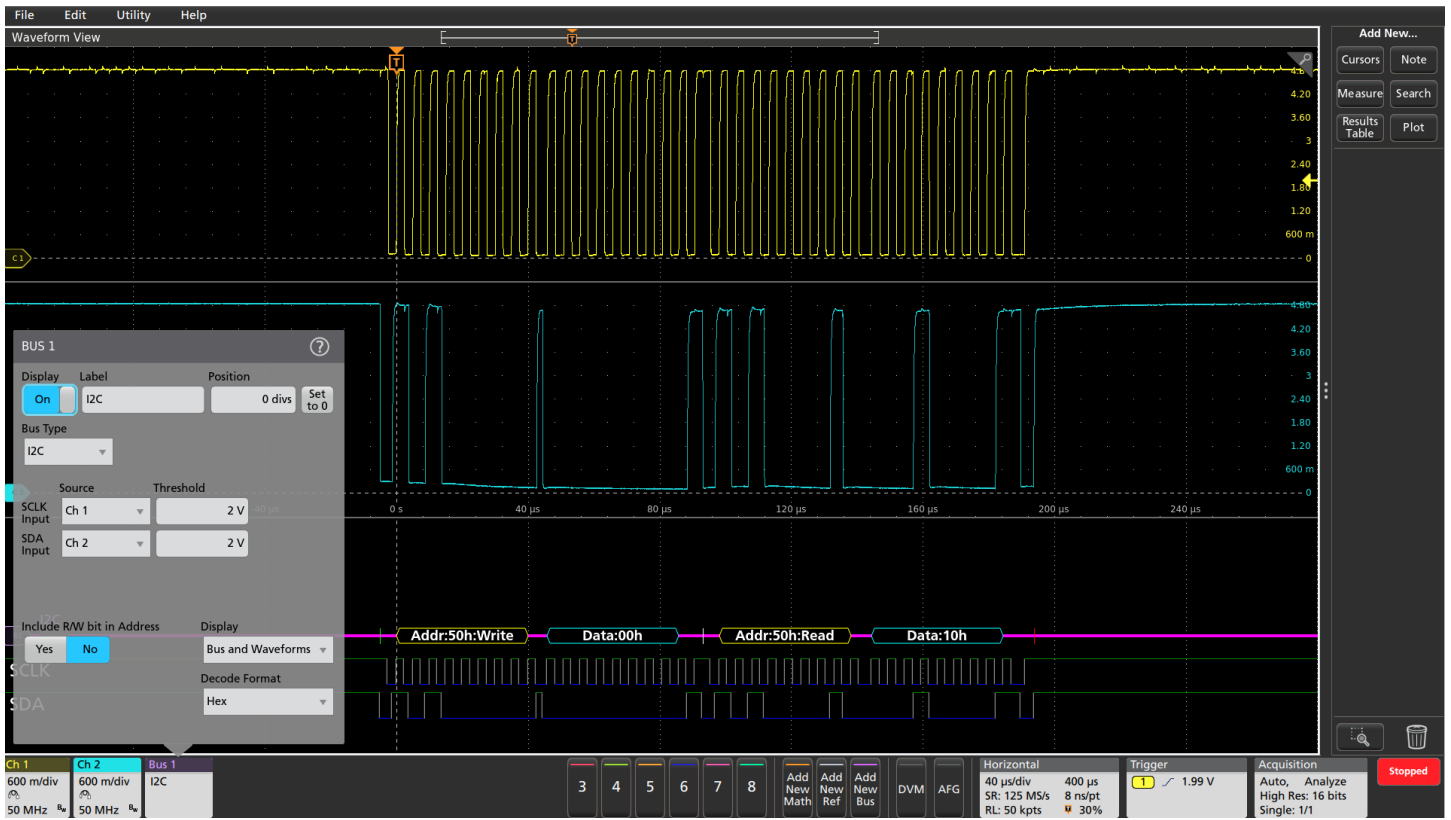 File Edit Utility Help
Waveform View
Add New...
Cursors Note
Measure Search
Results Table Plot
T
T
4.20
3.60
3
2.40
1.80
1.20
600 m
0
C1
4.80
4.20
3.60
3
2.40
1.80
1.20
600 m
0
BUS 1 ?
Display Label Position
On I2C 0 divs Set to 0
Bus Type
I2C
Source Threshold
SCLK Input Ch 1 2 V
SDA Input Ch 2 2 V
-40 µs 0 s 40 µs 80 µs 120 µs 160 µs 200 µs 240 µs
I2C
Include R/W bit in Address Display
Yes No Bus and Waveforms
Decode Format
Hex
Addr:50h:Write Data:00h Addr:50h:Read Data:10h
SCLK
SDA
Ch 1
600 m/div
50 MHz Bw
Ch 2
600 m/div
50 MHz Bw
Bus 1
I2C
3 4 5 6 7 8
Add New Math
Add New Ref
Add New Bus
DVM AFG
Horizontal
40 µs/div 400 µs
SR: 125 MS/s 8 ns/pt
RL: 50 kpts 30%
Trigger
1 1.99 V
Acquisition
Auto, Analyze
High Res: 16 bits
Single: 1/1
Stopped